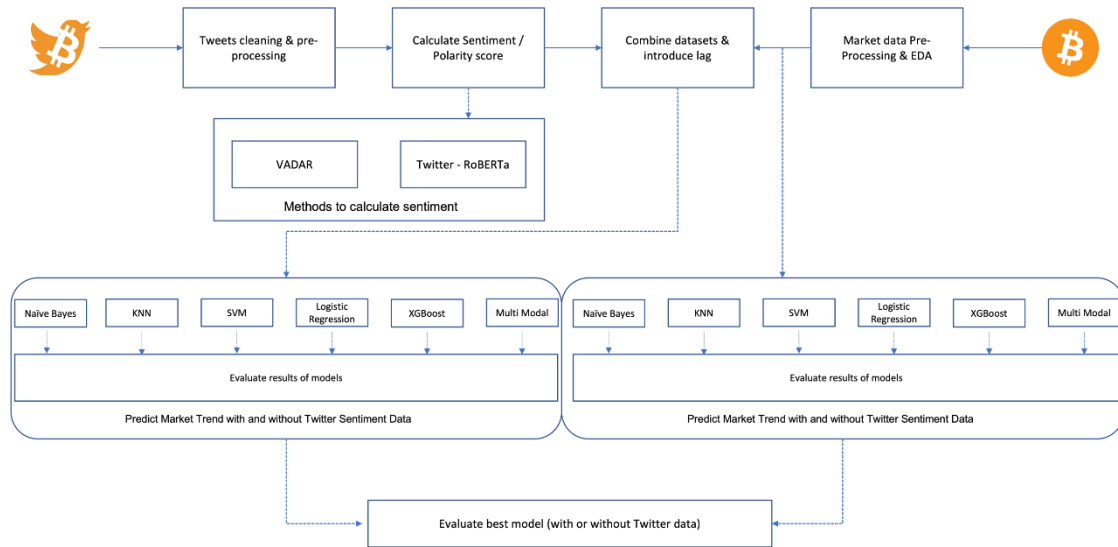 Tweets cleaning & pre-
processing
Calculate Sentiment /
Polarity score
Combine datasets &
introduce lag
Market data Pre-
Processing & EDA
VADAR
Twitter - RoBERTa
Methods to calculate sentiment
Naïve Bayes
KNN
SVM
Logistic
Regression
XGBoost
Multi Modal
Evaluate results of models
Predict Market Trend with and without Twitter Sentiment Data
Naïve Bayes
KNN
SVM
Logistic
Regression
XGBoost
Multi Modal
Evaluate results of models
Predict Market Trend with and without Twitter Sentiment Data
Evaluate best model (with or without Twitter data)